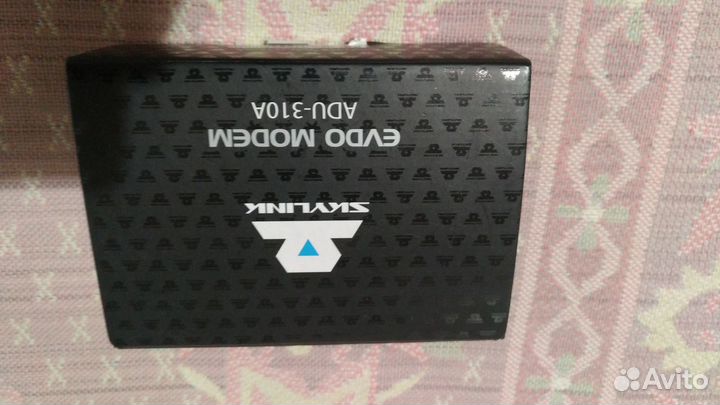 SKYLINK
EVDO MODEM
ADU-310A
Avito